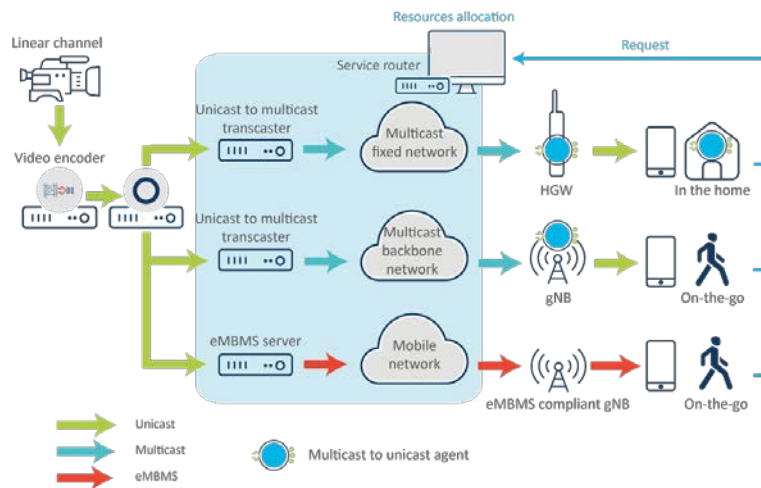 Resources allocation
Linear channel
Request
Service router
Unicast to multicast
transcaster
Multicast
fixed network
Video encoder
HGW
In the home
Unicast to multicast
transcaster
Multicast
backbone
network
gNB
On-the-go
eMBMS server
Mobile
network
eMBMS compliant gNB
On-the-go
Unicast
Multicast
Multicast to unicast agent
eMBMS